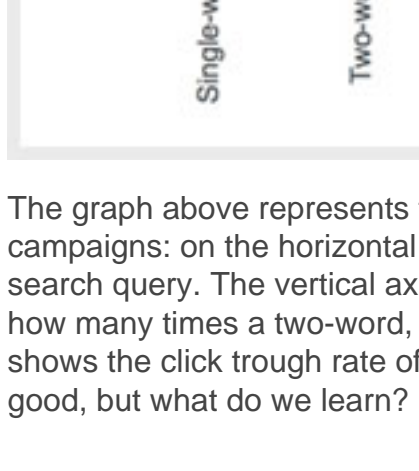 Single-w
Two-w
The graph above represents
campaigns: on the horizontal
search query. The vertical ax
how many times a two-word,
shows the click trough rate of
good, but what do we learn?